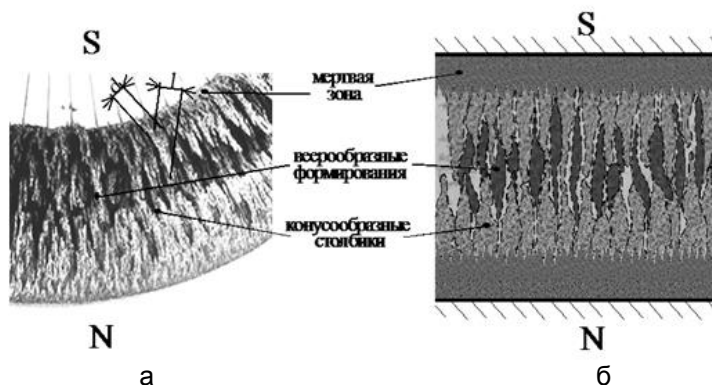 S
S
мертвая
зона
веерообразные
формирования
конусообразные
столбики
N
N
а
б